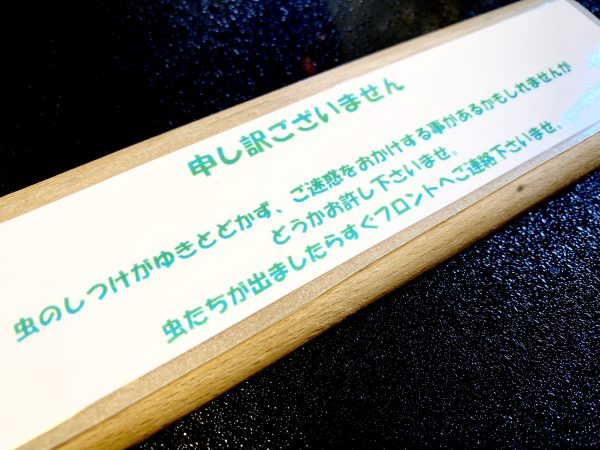 申し訳ございません
虫のしつけがゆきとどかず、ご迷惑をおかけする事があるかもしれませんが
どうかお許し下さいませ。
虫たちが出ましたらすぐフロントへご連絡下さいませ。